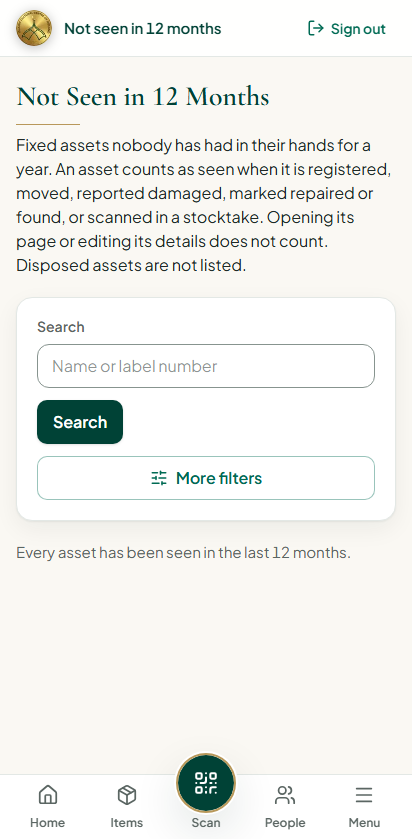 Not seen in 12 months
Sign out
Not Seen in 12 Months
Fixed assets nobody has had in their hands for a
year. An asset counts as seen when it is registered,
moved, reported damaged, marked repaired or
found, or scanned in a stocktake. Opening its
page or editing its details does not count.
Disposed assets are not listed.
Search
Name or label number
Search
More filters
Every asset has been seen in the last 12 months.
Home
Items
Scan
People
Menu